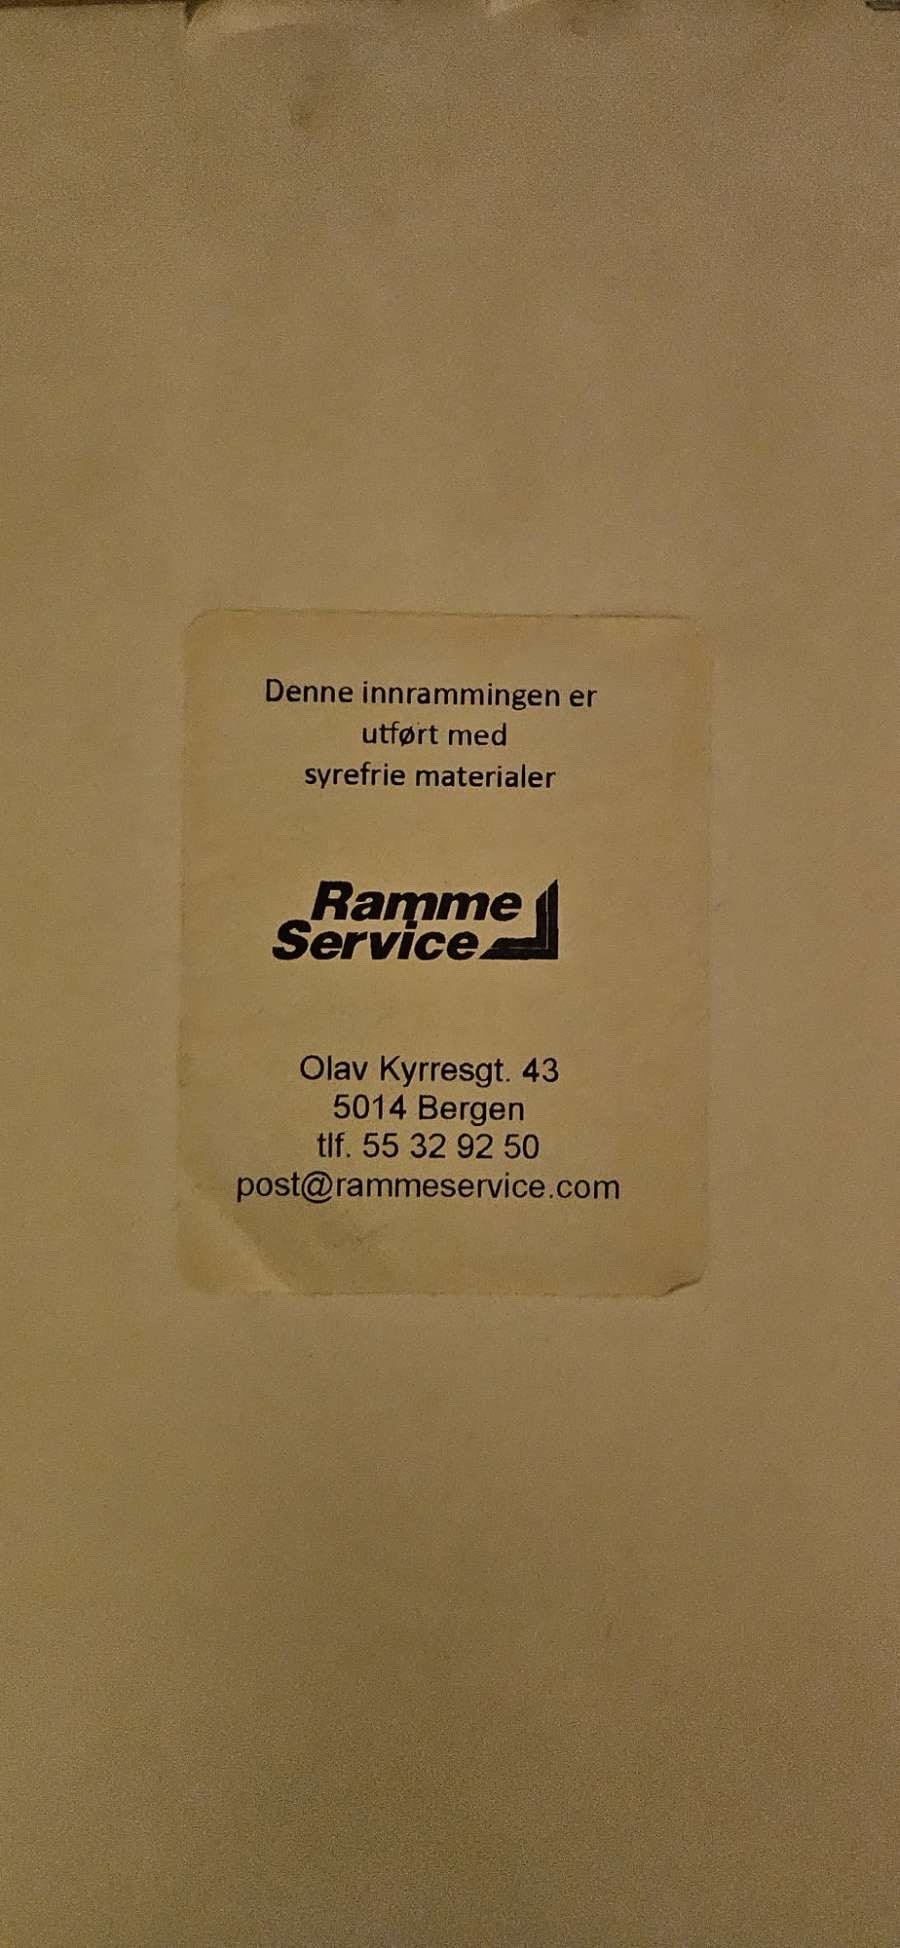 Denne innrammingen er
utført med
syrefrie materialer
Ramme
Service
Olav Kyrresgt. 43
5014 Bergen
tlf. 55 32 92 50
post@rammeservice.com